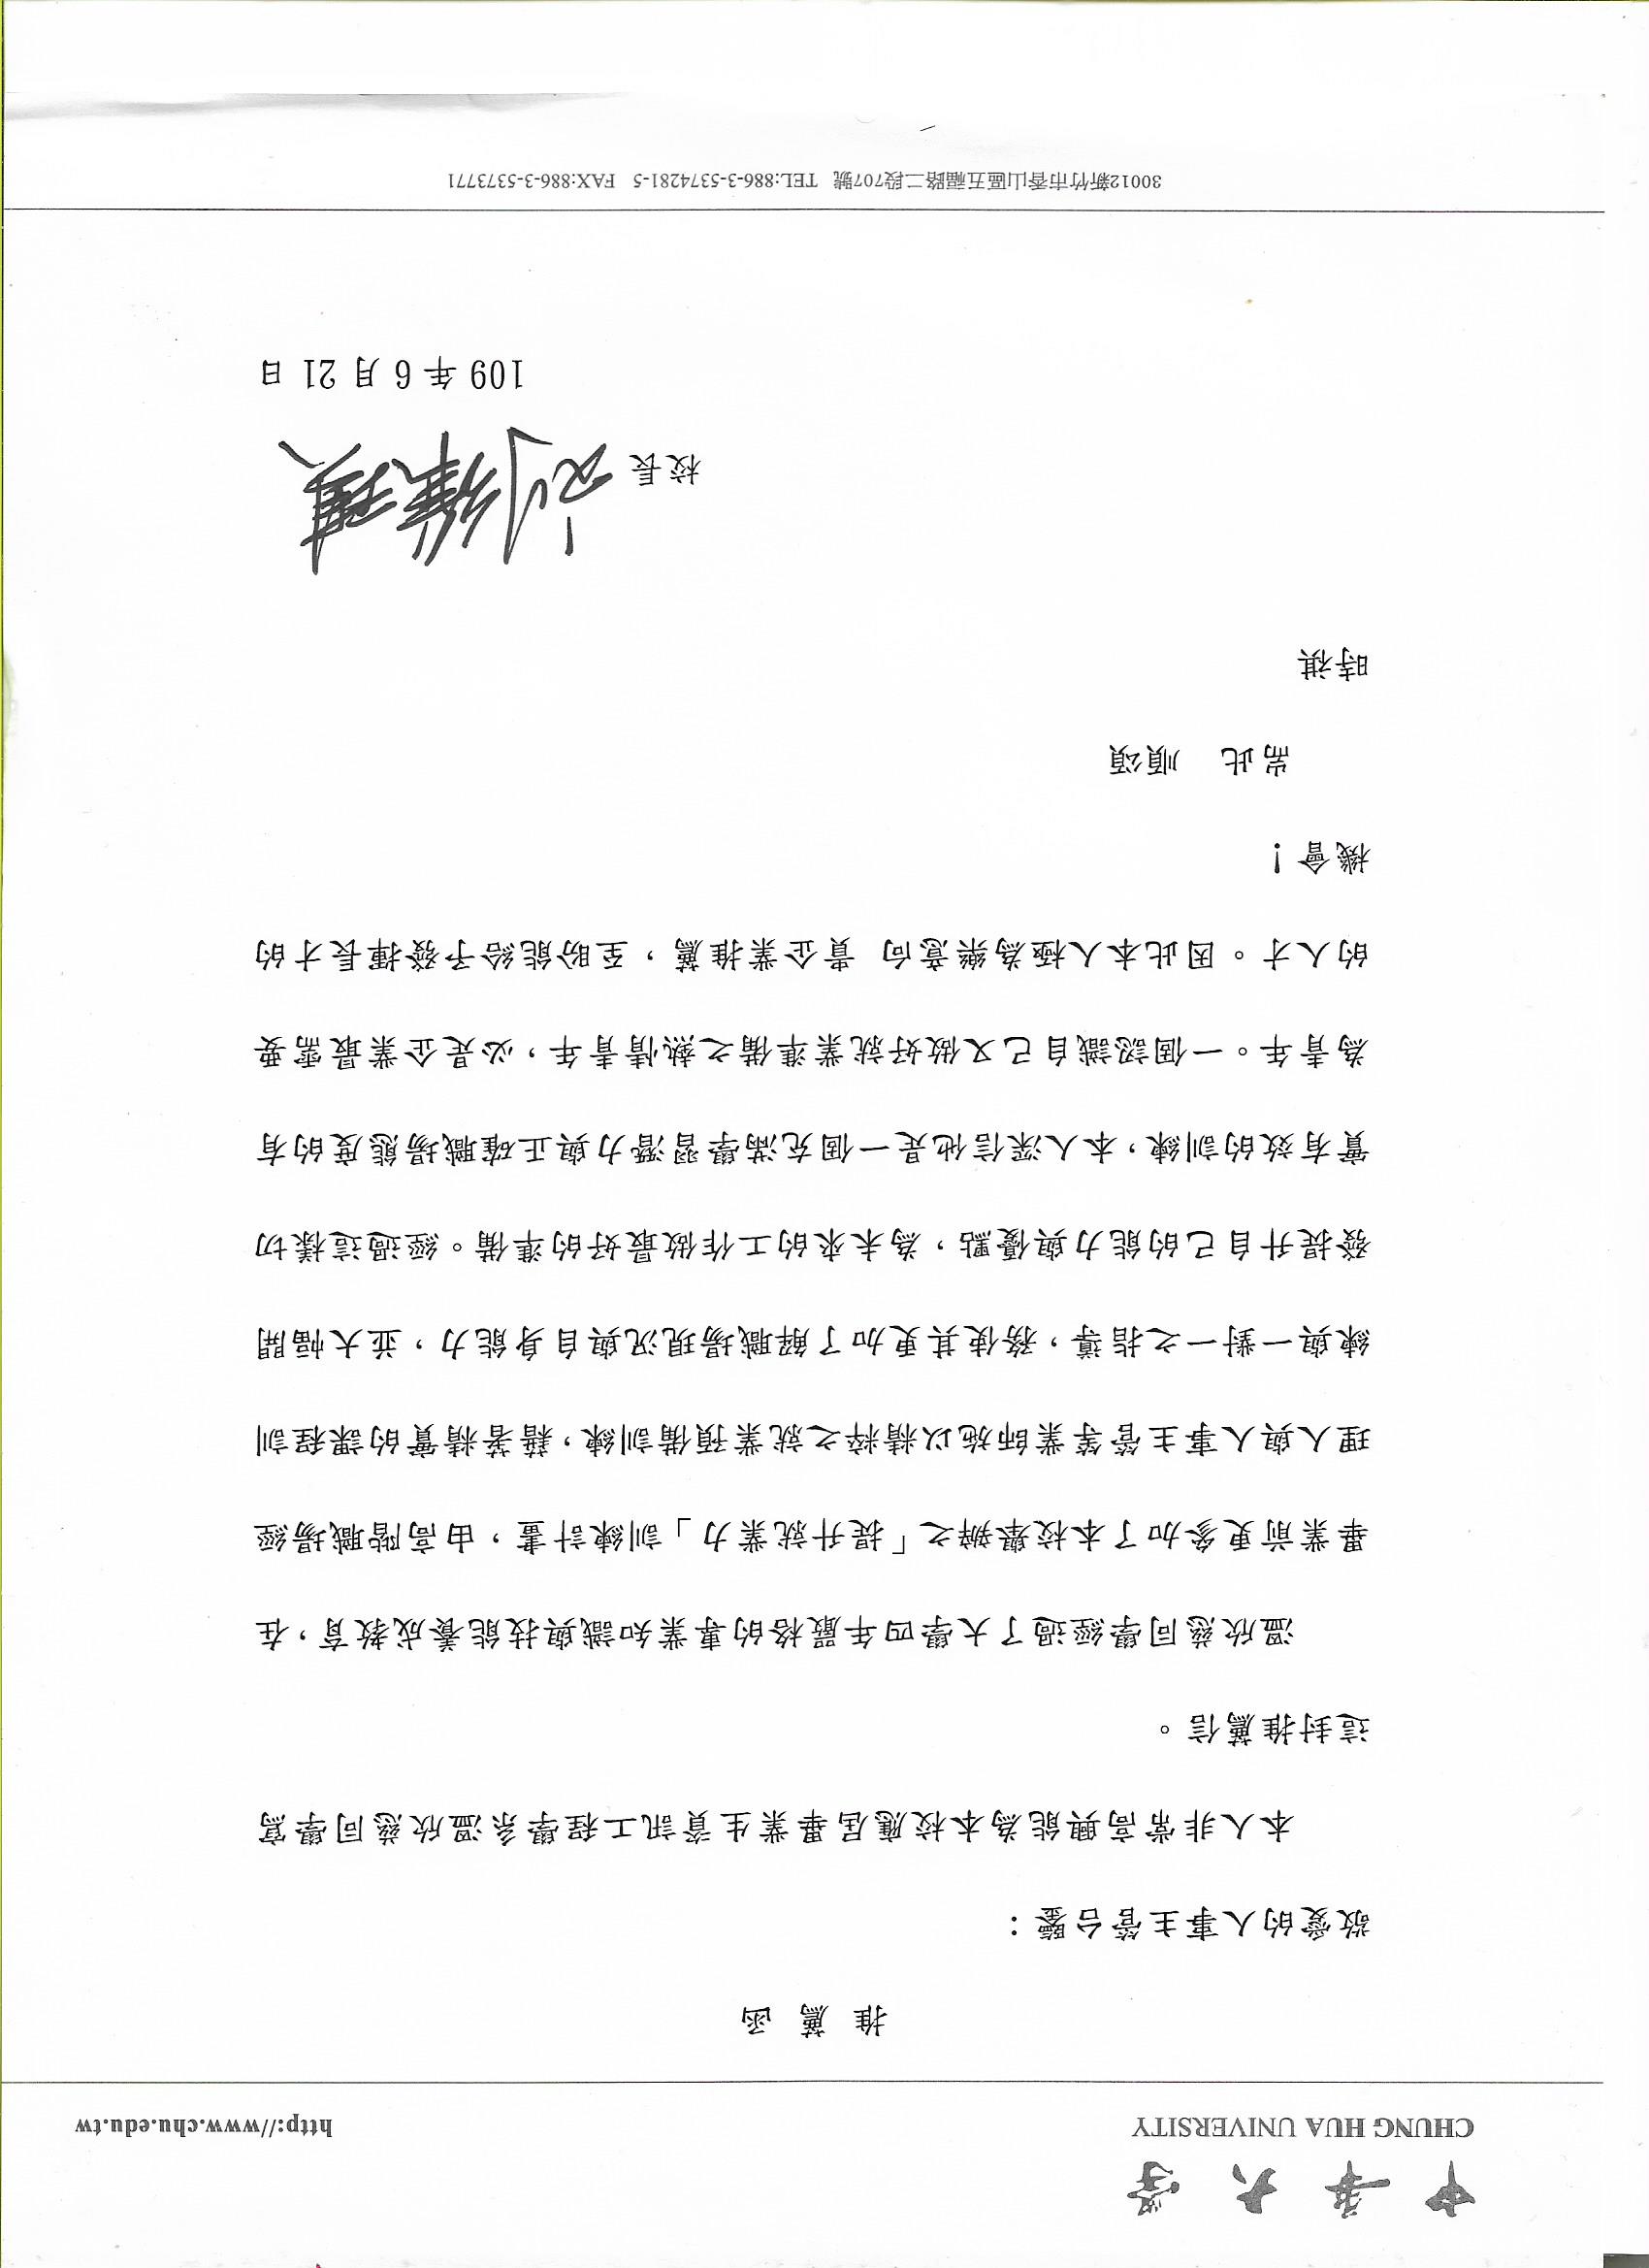 中華大學
CHUNG HUA UNIVERSITY
http://www.chu.edu.tw
推薦函
敬愛的人事主管台鑒：
本人非常高興能為本校應屆畢業生資訊工程學系溫欣慈同學寫
這封推薦信。
溫欣慈同學經過了大學四年嚴格的專業知識與技能養成教育，在
畢業前更參加了本校舉辦之「提升就業力」訓練計畫，由高階職場經
理人與人事主管等業師施以精粹之就業預備訓練，藉著精實的課程訓
練與一對一之指導，務使其更加了解職場現況與自身能力，並大幅開
發提升自己的能力與優點，為未來的工作做最好的準備。經過這樣切
實有效的訓練，本人深信他是一個充滿學習潛力與正確職場態度的有
為青年。一個認識自己又做好就業準備之熱情青年，必是企業最需要
的人才。因此本人極為樂意向 貴企業推薦，至盼能給予發揮長才的
機會！
耑此 順頌
時祺
校長 刘維琪
109 年 6 月 21 日
30012新竹市香山區五福路二段707號 TEL:886-3-5374281-5 FAX:886-3-5373771